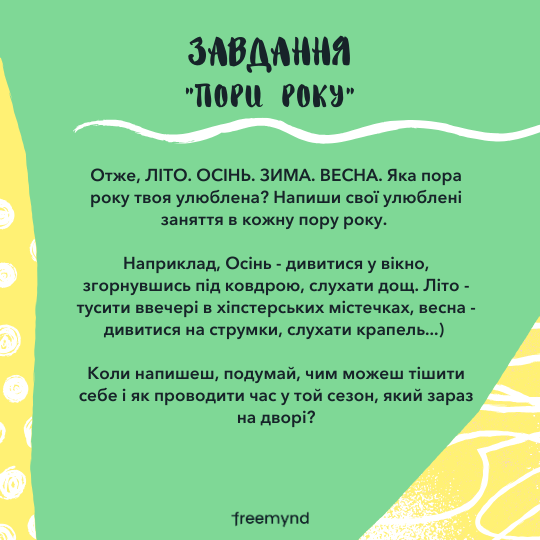 ЗАВДАННЯ
"ПОРИ РОКУ"
Отже, ЛІТО. ОСІНЬ. ЗИМА. ВЕСНА. Яка пора
року твоя улюблена? Напиши свої улюблені
заняття в кожну пору року.
Наприклад, Осінь - дивитися у вікно,
згорнувшись під ковдрою, слухати дощ. Літо -
тусити ввечері в хіпстерських містечках, весна -
дивитися на струмки, слухати крапель...)
Коли напишеш, подумай, чим можеш тішити
себе і як проводити час у той сезон, який зараз
на дворі?
freemynd